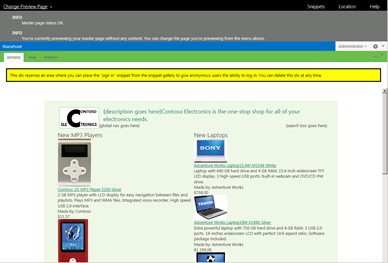 Change Preview Page
Snippets
Location
Help
INFO
Master page status OK.
INFO
You're currently previewing your master page without any content. You can change the page you're previewing from the menu above.
SharePoint
Administrator
BROWSE
PUBLISH
This div reserves an area where you can place the "sign in" snippet from the snippet gallery to give anonymous users the ability to log in. You can delete this div at any time.
CONTOSO
ELECTRONICS
(description goes here)Contoso Electronics is the one-stop shop for all of your
electronics needs.
(global nav goes here)
(search box goes here)
New MP3 Players
New Laptops
Contoso 2G MP3 Player E200 Silver
2 GB MP3 player with LCD display for easy navigation between files and
playlists. Plays MP3 and WMA files, Integrated voice recorder. High speed
USB 2.0 interface.
Made by: Contoso
$21.57
SONY
Adventure Works Laptop15.4W M1548 White
Laptop with 640 GB hard drive and 4 GB RAM. 15.4-inch widescreen TFT
LED display. 3 high-speed USB ports. Built in webcam and DVD/CD-RW
drive.
Made by: Adventure Works
$758.00
TOSHIBA
Extra powerful laptop with 750 GB hard drive and 4 GB RAM. 3 USB 2.0
ports. 19-inches widescreen LCD with perfect 16:9 aspect ratio. Software
package included.
Made by: Adventure Works